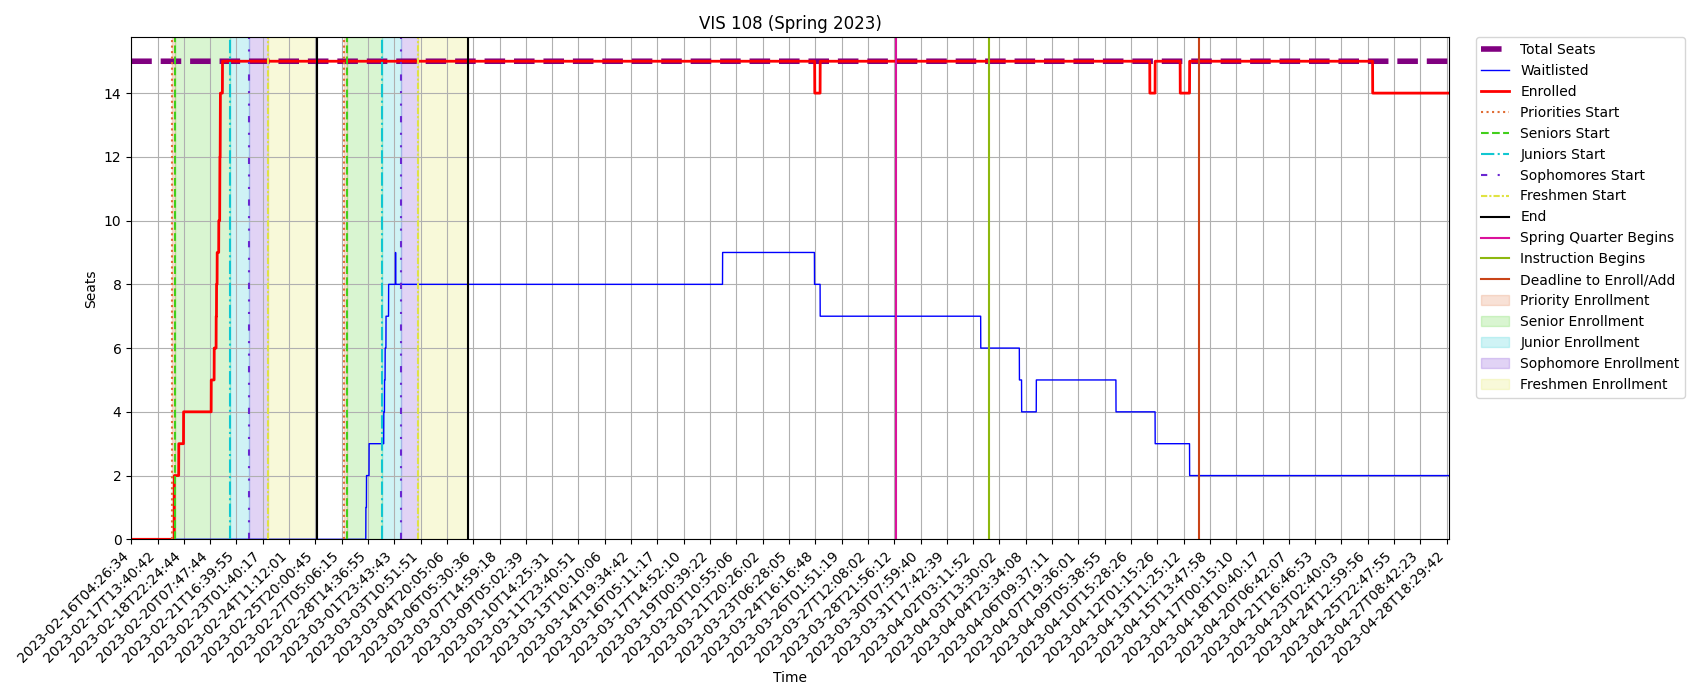 VIS 108 (Spring 2023)
Seats
14
12
10
8
6
4
2
0
2023-02-16T04:26:34
2023-02-17T13:40:42
2023-02-18T22:24:44
2023-02-20T07:47:44
2023-02-21T16:39:55
2023-02-23T01:40:17
2023-02-24T11:12:01
2023-02-25T20:00:45
2023-02-27T05:06:15
2023-02-28T14:36:55
2023-03-01T23:43:43
2023-03-03T10:51:51
2023-03-04T20:05:06
2023-03-06T05:30:36
2023-03-07T14:59:18
2023-03-09T05:02:39
2023-03-10T14:25:31
2023-03-11T23:40:51
2023-03-13T10:10:06
2023-03-14T19:34:42
2023-03-16T05:11:17
2023-03-17T14:52:10
2023-03-19T00:39:22
2023-03-20T10:55:06
2023-03-21T20:26:02
2023-03-23T06:28:05
2023-03-24T16:16:48
2023-03-26T01:51:19
2023-03-27T12:08:02
2023-03-28T21:56:12
2023-03-30T07:59:40
2023-03-31T17:42:39
2023-04-02T03:11:52
2023-04-03T13:30:02
2023-04-04T23:34:08
2023-04-06T09:37:11
2023-04-07T19:36:01
2023-04-09T05:38:55
2023-04-10T15:28:26
2023-04-12T01:15:26
2023-04-13T11:25:12
2023-04-15T13:47:58
2023-04-17T00:15:10
2023-04-18T10:40:17
2023-04-20T06:42:07
2023-04-21T16:46:53
2023-04-23T02:40:03
2023-04-24T12:59:56
2023-04-25T22:47:55
2023-04-27T08:42:23
2023-04-28T18:29:42
Time
Total Seats
Waitlisted
Enrolled
Priorities Start
Seniors Start
Juniors Start
Sophomores Start
Freshmen Start
End
Spring Quarter Begins
Instruction Begins
Deadline to Enroll/Add
Priority Enrollment
Senior Enrollment
Junior Enrollment
Sophomore Enrollment
Freshmen Enrollment